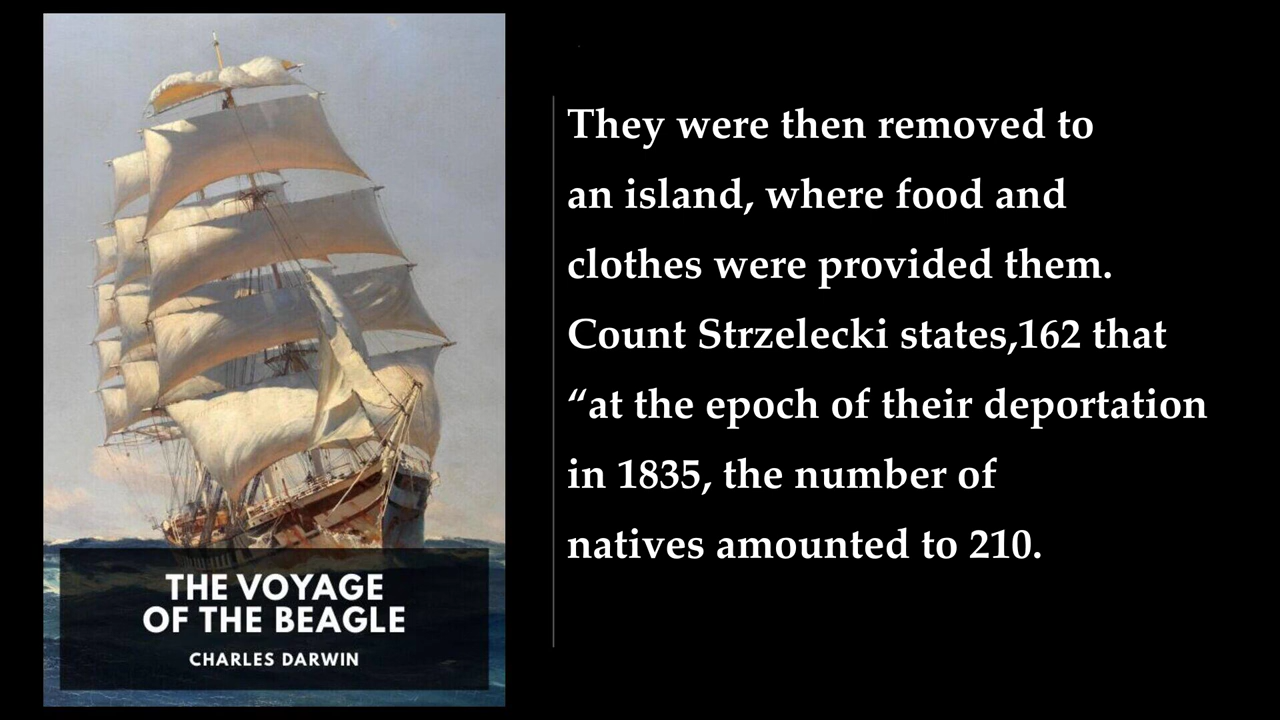 THE VOYAGE
OF THE BEAGLE
CHARLES DARWIN
They were then removed to
an island, where food and
clothes were provided them.
Count Strzelecki states,162 that
“at the epoch of their deportation
in 1835, the number of
natives amounted to 210.